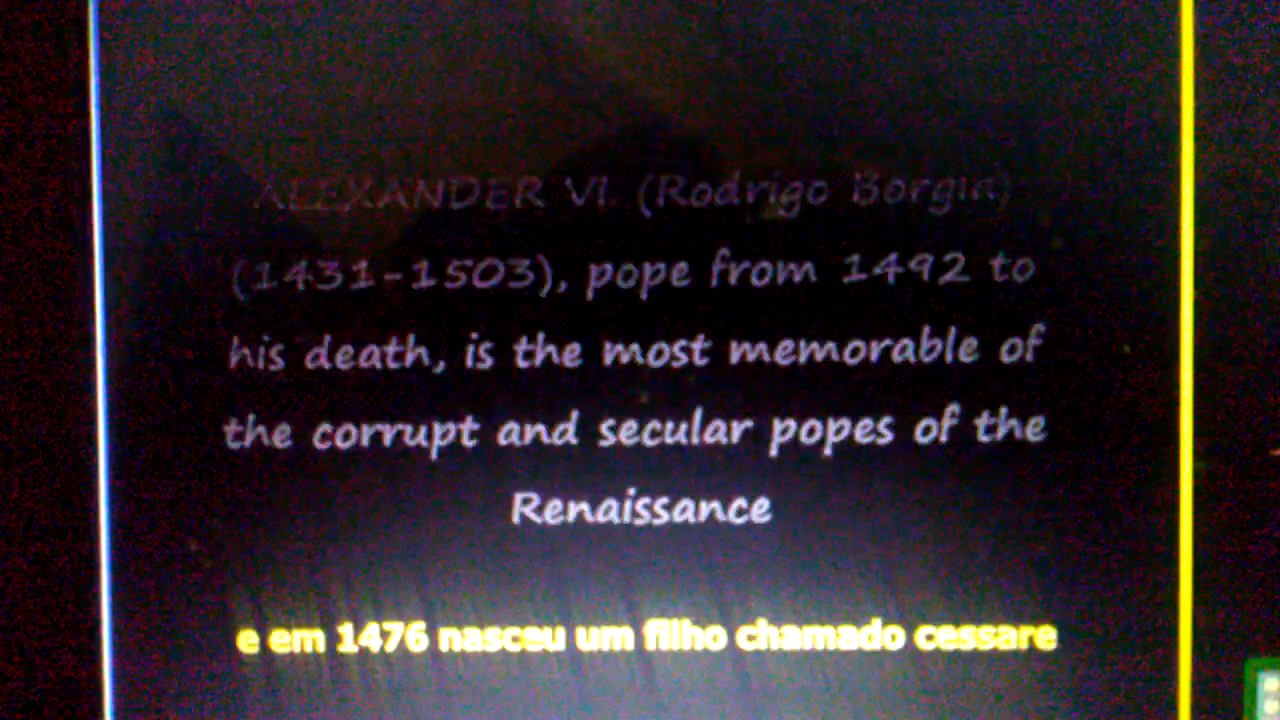 ALEXANDER VI. (Rodrigo Borgia)
(1431-1503), pope from 1492 to
his death, is the most memorable of
the corrupt and secular popes of the
Renaissance
e em 1476 nasceu um filho chamado cessare